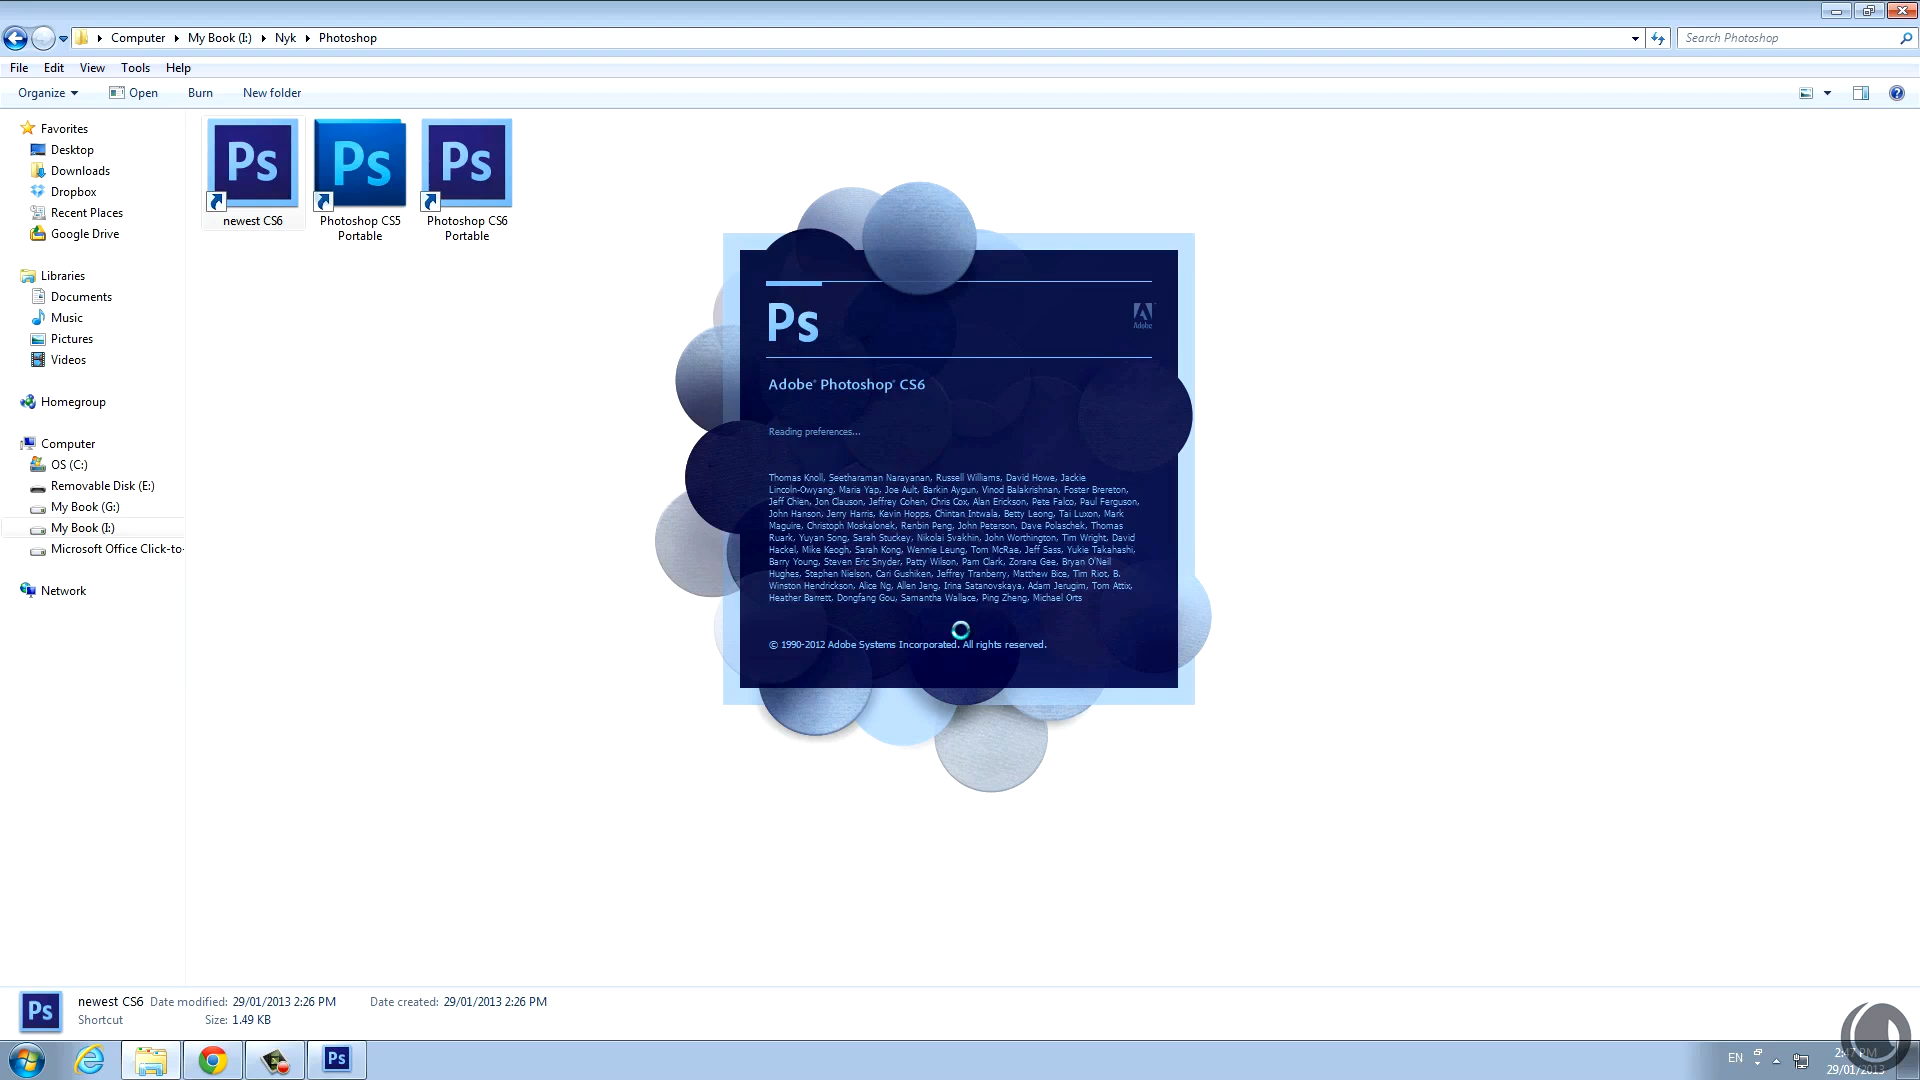 Computer
My Book (I:)
Nyk
Photoshop
Search Photoshop
File Edit View Tools Help
Organize
Open
Burn
New folder
Favorites
Desktop
Downloads
Dropbox
Recent Places
Google Drive
Libraries
Documents
Music
Pictures
Videos
Homegroup
Computer
OS (C:)
Removable Disk (E:)
My Book (G:)
My Book (I:)
Microsoft Office Click-to-
Network
Ps
newest CS6
Ps
Photoshop CS5
Portable
Ps
Photoshop CS6
Portable
Ps
Adobe
Adobe® Photoshop® CS6
Reading preferences...
Thomas Knoll, Seetharaman Narayanan, Russell Williams, David Howe, Jackie
Lincoln-Owyang, Maria Yap, Joe Ault, Barkin Aygun, Vinod Balakrishnan, Foster Brereton,
Jeff Chien, Jon Clauson, Jeffrey Cohen, Chris Cox, Alan Erickson, Pete Falco, Paul Ferguson,
John Hanson, Jerry Harris, Kevin Hopps, Chintan Intwala, Betty Leong, Tai Luxon, Mark
Maguire, Christoph Moskalonek, Renbin Peng, John Peterson, Dave Polaschek, Thomas
Ruark, Yuyan Song, Sarah Stuckey, Nikolai Svakhin, John Worthington, Tim Wright, David
Hackel, Mike Keogh, Sarah Kong, Wennie Leung, Tom McRae, Jeff Sass, Yukie Takahashi,
Barry Young, Steven Eric Snyder, Patty Wilson, Pam Clark, Zorana Gee, Bryan O'Neil
Hughes, Stephen Nielson, Cari Gushiken, Jeffrey Tranberry, Matthew Bice, Tim Riot, B.
Winston Hendrickson, Alice Ng, Allen Jeng, Irina Satanovskaya, Adam Jerugim, Tom Attix,
Heather Barrett, Dongfang Gou, Samantha Wallace, Ping Zheng, Michael Orts
© 1990-2012 Adobe Systems Incorporated. All rights reserved.
Ps
newest CS6 Date modified: 29/01/2013 2:26 PM Date created: 29/01/2013 2:26 PM
Shortcut Size: 1.49 KB
Ps
EN
2:47 PM
29/01/2013